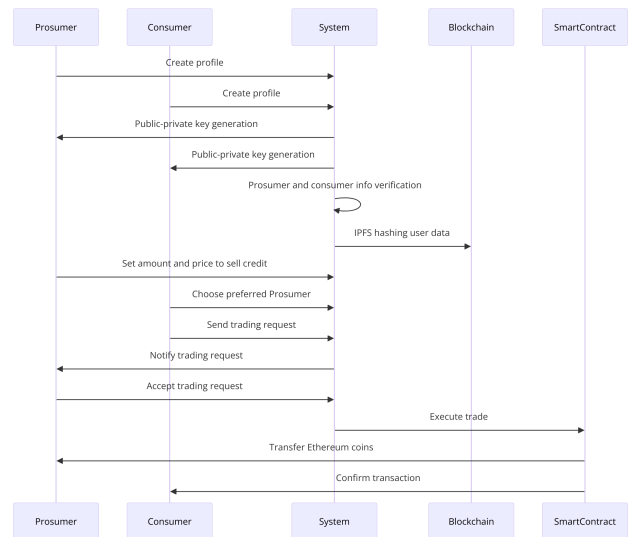 Prosumer
Consumer
System
Blockchain
SmartContract
Create profile
Create profile
Public-private key generation
Public-private key generation
Prosumer and consumer info verification
IPFS hashing user data
Set amount and price to sell credit
Choose preferred Prosumer
Send trading request
Notify trading request
Accept trading request
Execute trade
Transfer Ethereum coins
Confirm transaction
Prosumer
Consumer
System
Blockchain
SmartContract